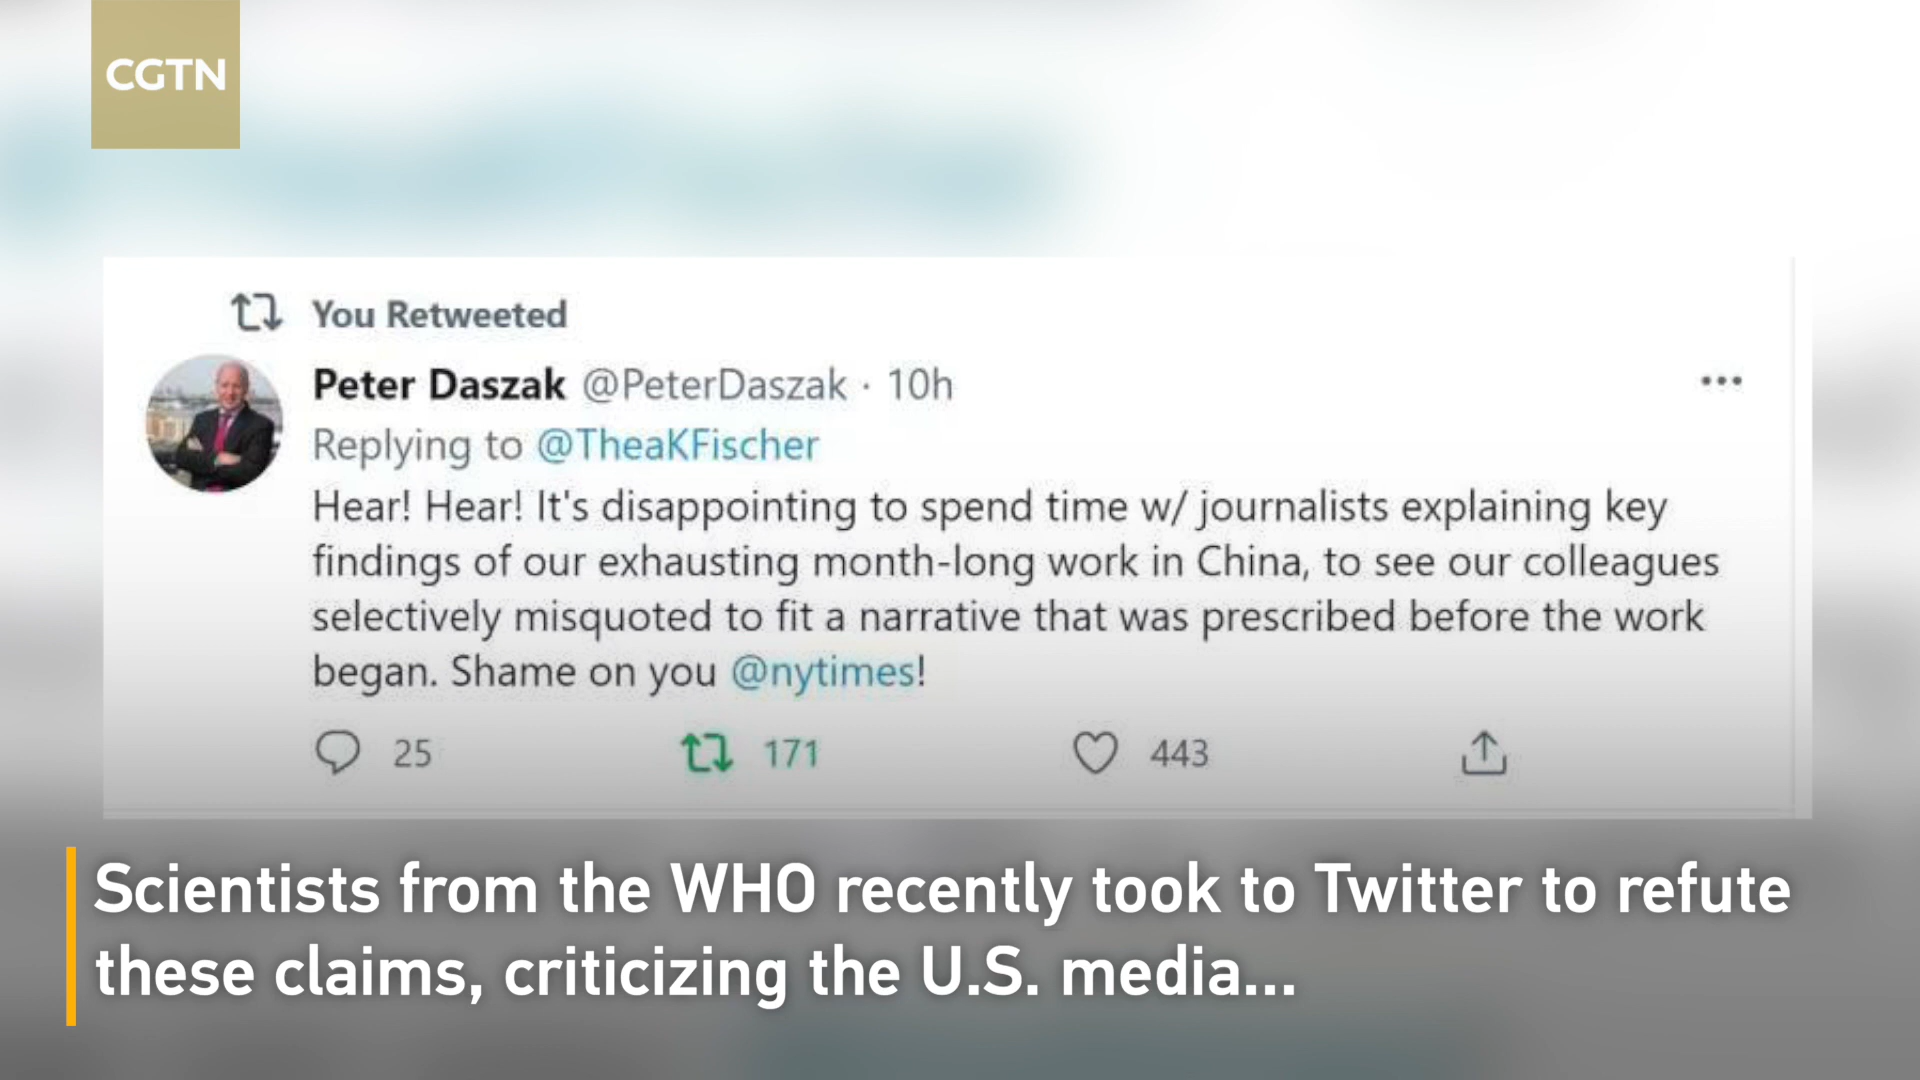 CGTN
You Retweeted
Peter Daszak @PeterDaszak · 10h
Replying to @TheaKFischer
Hear! Hear! It's disappointing to spend time w/ journalists explaining key
findings of our exhausting month-long work in China, to see our colleagues
selectively misquoted to fit a narrative that was prescribed before the work
began. Shame on you @nytimes!
25 171 443
Scientists from the WHO recently took to Twitter to refute
these claims, criticizing the U.S. media...